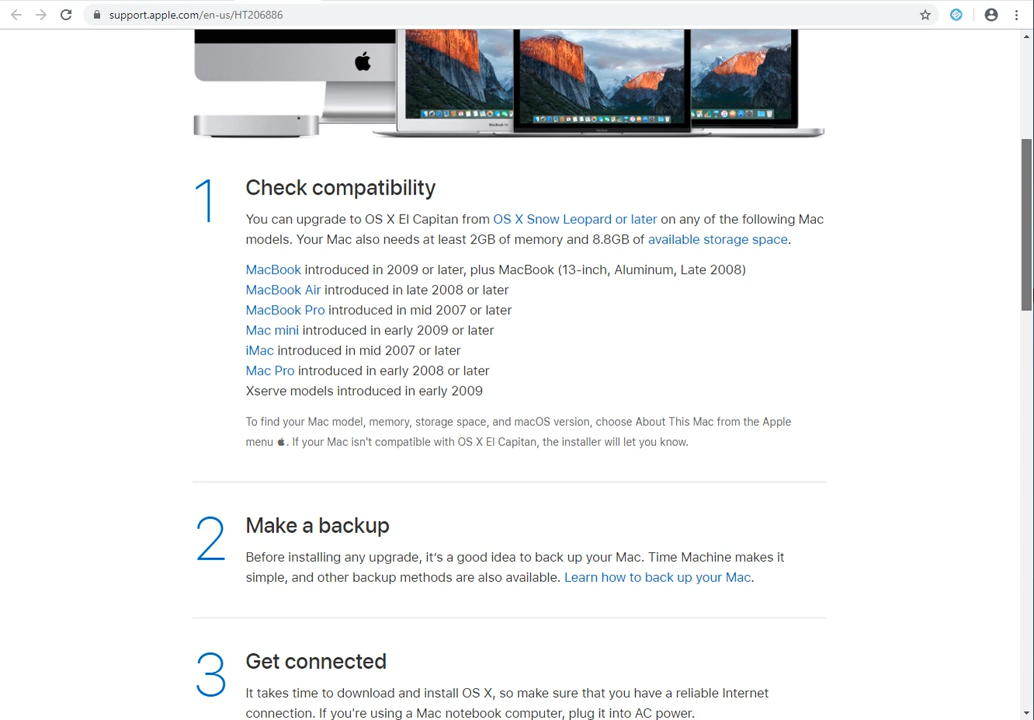 support.apple.com/en-us/HT206886
1 Check compatibility
You can upgrade to OS X El Capitan from OS X Snow Leopard or later on any of the following Mac
models. Your Mac also needs at least 2GB of memory and 8.8GB of available storage space.
MacBook introduced in 2009 or later, plus MacBook (13-inch, Aluminum, Late 2008)
MacBook Air introduced in late 2008 or later
MacBook Pro introduced in mid 2007 or later
Mac mini introduced in early 2009 or later
iMac introduced in mid 2007 or later
Mac Pro introduced in early 2008 or later
Xserve models introduced in early 2009
To find your Mac model, memory, storage space, and macOS version, choose About This Mac from the Apple
menu . If your Mac isn't compatible with OS X El Capitan, the installer will let you know.
2 Make a backup
Before installing any upgrade, it’s a good idea to back up your Mac. Time Machine makes it
simple, and other backup methods are also available. Learn how to back up your Mac.
3 Get connected
It takes time to download and install OS X, so make sure that you have a reliable Internet
connection. If you're using a Mac notebook computer, plug it into AC power.